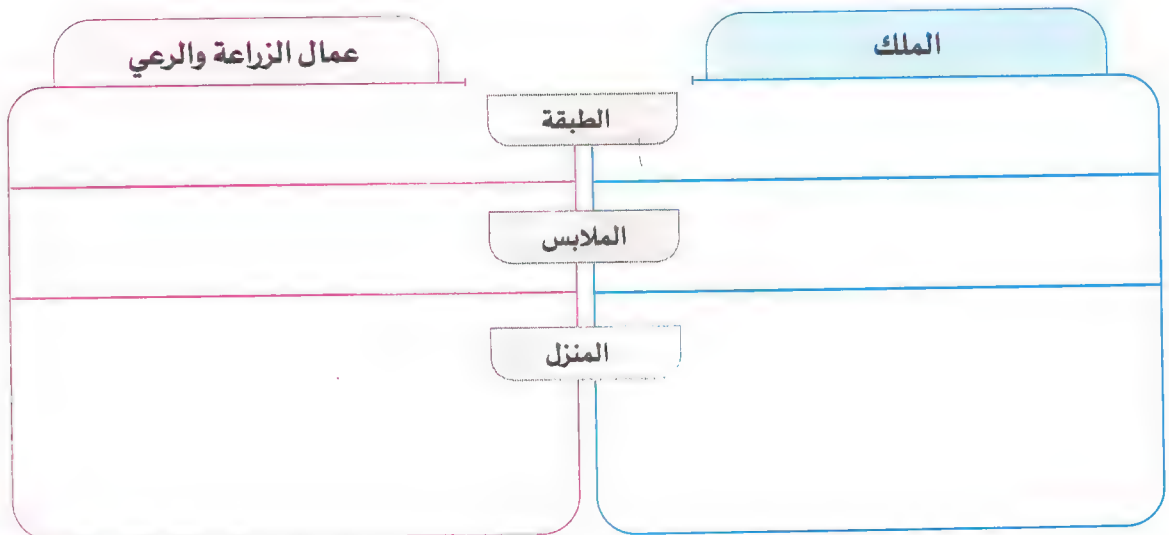 الملك
عمال الزراعة والرعي
الطبقة
الملابس
المنزل